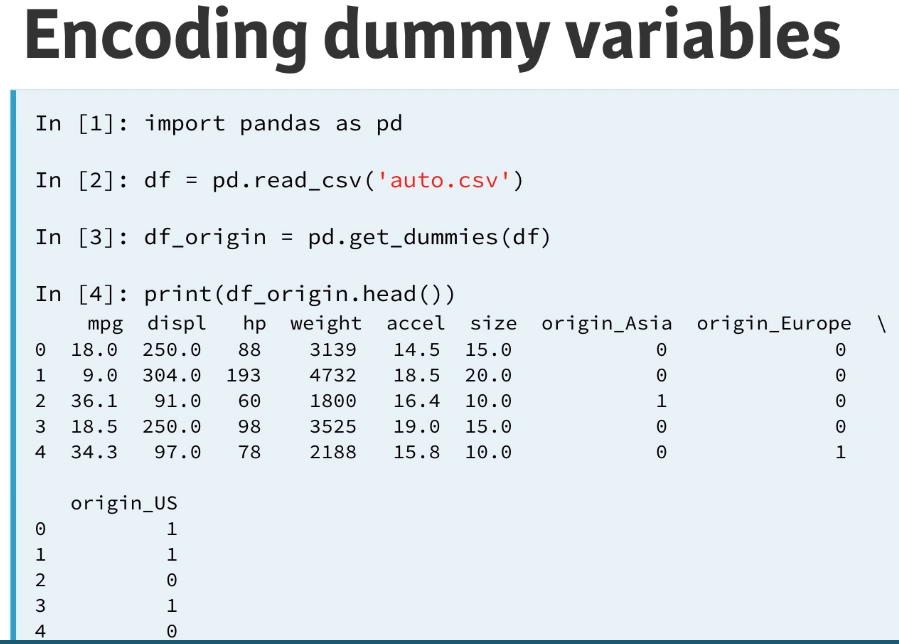 Encoding dummy variables
In [1]: import pandas as pd
In [2]: df = pd.read_csv('auto.csv')
In [3]: df_origin = pd.get_dummies(df)
In [4]: print(df_origin.head())
    mpg  displ   hp  weight  accel  size  origin_Asia  origin_Europe  \
0  18.0  250.0   88    3139   14.5  15.0            0              0
1   9.0  304.0  193    4732   18.5  20.0            0              0
2  36.1   91.0   60    1800   16.4  10.0            1              0
3  18.5  250.0   98    3525   19.0  15.0            0              0
4  34.3   97.0   78    2188   15.8  10.0            0              1
   origin_US
0          1
1          1
2          0
3          1
4          0